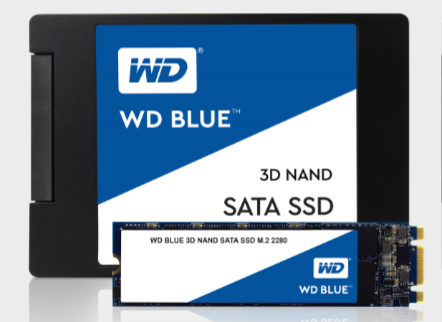 WD®
WD BLUE™
3D NAND
SATA SSD
WD BLUE 3D NAND SATA SSD M.2 2280
WD
WD BLUE™